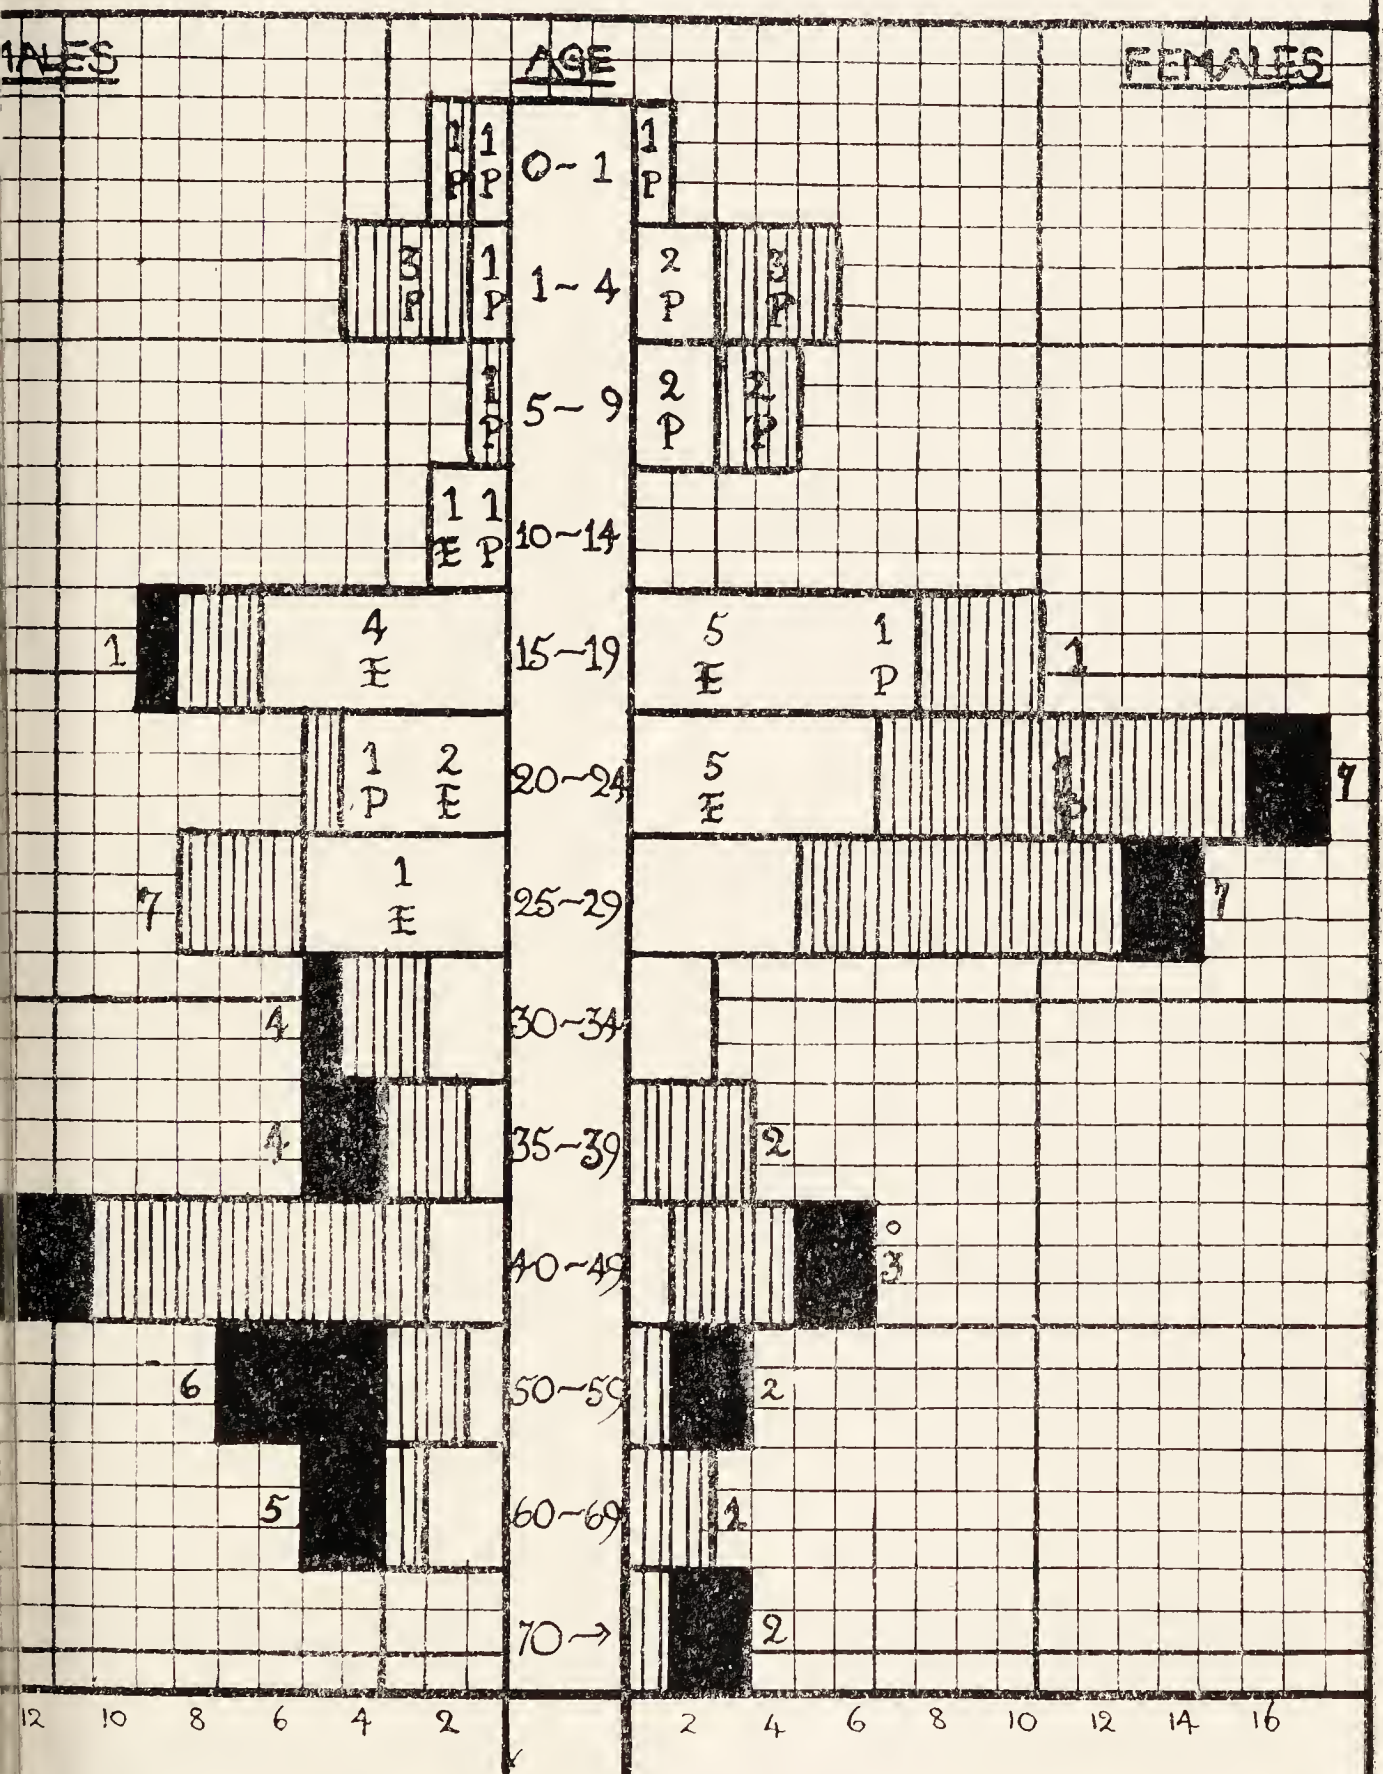 MALES AGE FEMALES
1 1 0~1 1
P P P
3 1 1~4 2 3
P P P P
1 5~9 2 2
P P P
1 1 10~14
E P
1 4 15~19 5 1 1
E E P
1 2 20~24 5 7
P E E
7 1 25~29 7
E
4 30~34
4 35~39 2
40~49 3
6 50~59 2
5 60~69
70→ 2
12 10 8 6 4 2 2 4 6 8 10 12 14 16